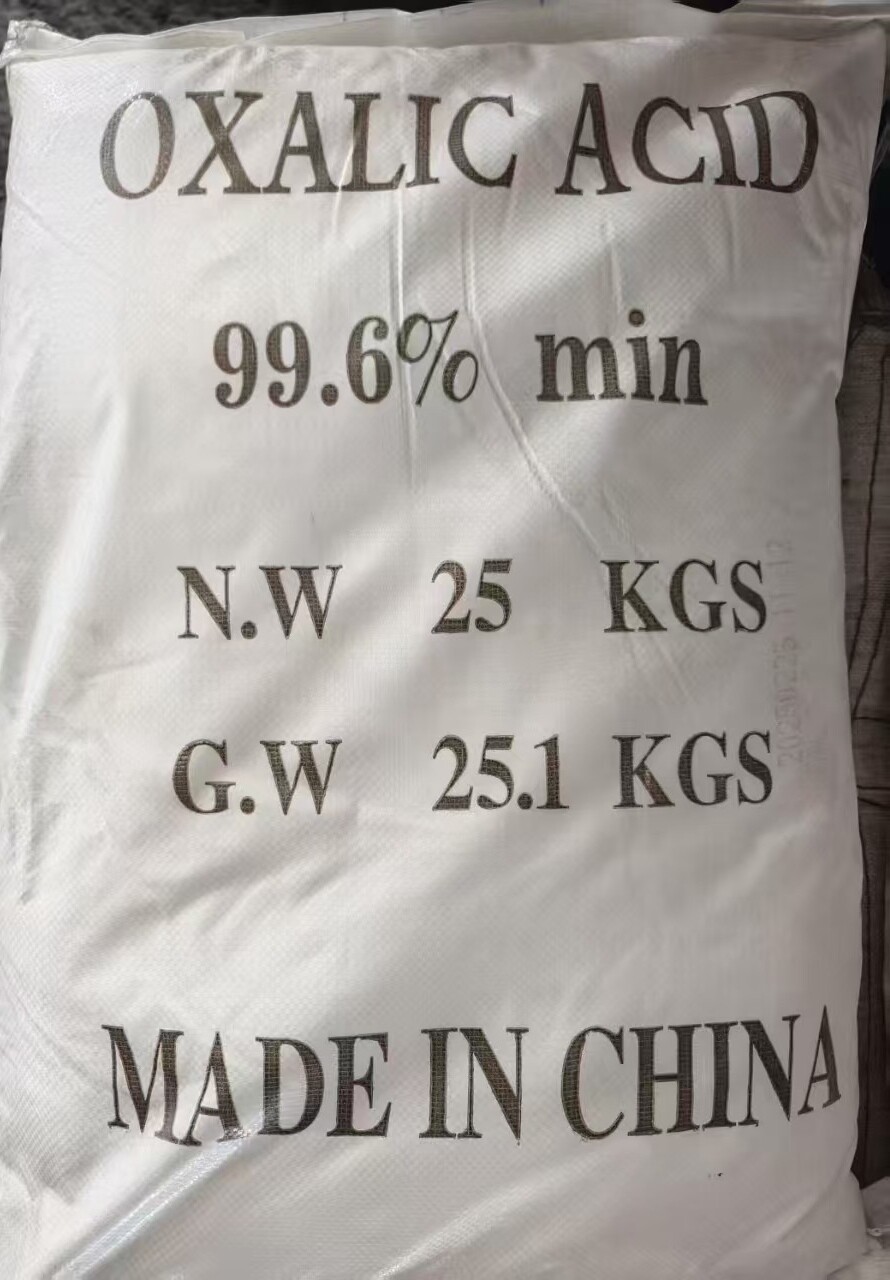 OXALIC ACID
99.6% min
N.W 25 KGS
G.W 25.1 KGS
MADE IN CHINA